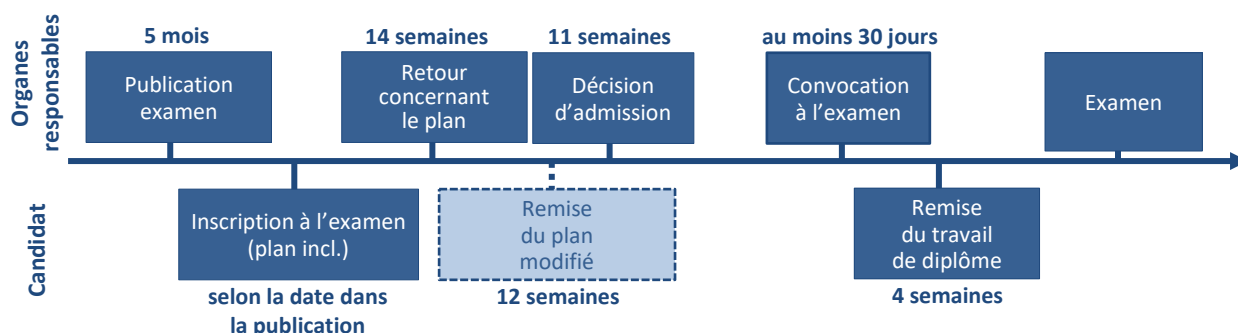 Organes
responsables
5 mois
Publication
examen
14 semaines
Retour
concernant
le plan
11 semaines
Décision
d'admission
au moins 30 jours
Convocation
à l'examen
Examen
Candidat
Inscription à l'examen
(plan incl.)
selon la date dans
la publication
Remise
du plan
modifié
12 semaines
Remise
du travail
de diplôme
4 semaines